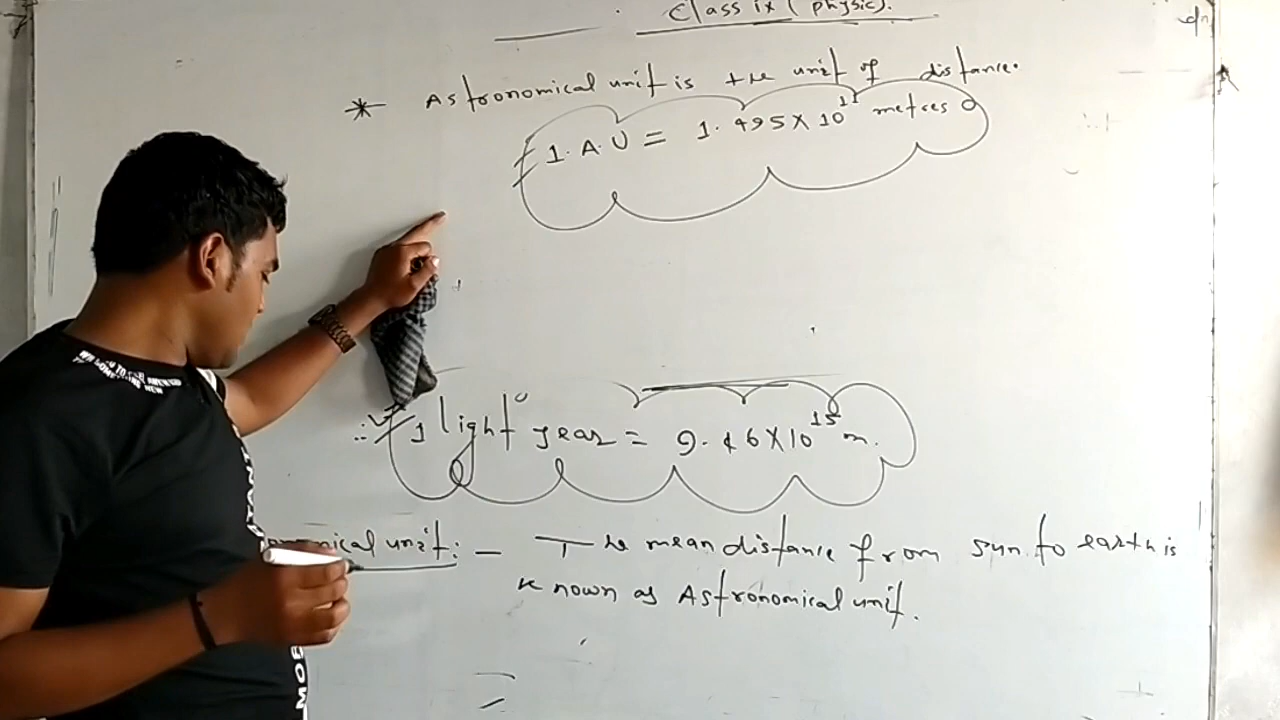 Class ix ( physic).
* Astronomical unit is the unit of distance.
1. A. U = 1. 495 X 10¹¹ metres
∴ 1 light year = 9. 46 X 10¹⁵ m.
omical unit: – The mean distance from sun to earth is
known as Astronomical unit.